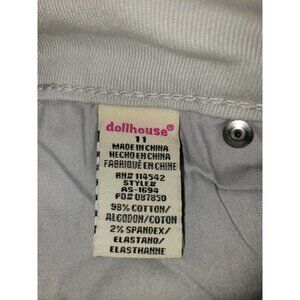 dollhouse®
11
MADE IN CHINA
HECHO EN CHINA
FABRIQUÉ EN CHINE
RN# 114542
STYLE#
AS-1694
PO# DB7850
98% COTTON/
ALGODON/COTON
2% SPANDEX/
ELASTANO/
ELASTHANNE